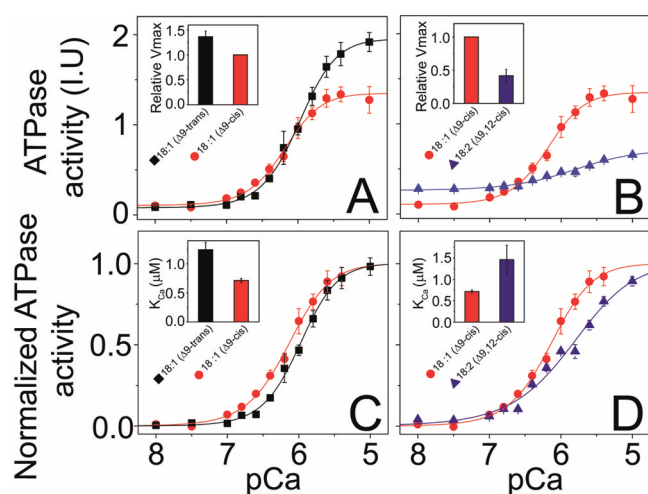 ATPase activity (I.U)
2
1
0
Relative Vmax
1.5
1.0
0.5
0.0
18:1 (Δ9-trans)
18:1 (Δ9-cis)
A
Relative Vmax
1.5
1.0
0.5
0.0
18:1 (Δ9-cis)
18:2 (Δ9,12-cis)
B
Normalized ATPase activity
1.0
0.5
0.0
K_Ca (μM)
1.0
0.5
0.0
18:1 (Δ9-trans)
18 :1 (Δ9-cis)
C
K_Ca (μM)
1.5
1.0
0.5
0.0
18 :1 (Δ9-cis)
18:2 (Δ9,12-cis)
D
8 7 6 5
pCa
8 7 6 5
pCa